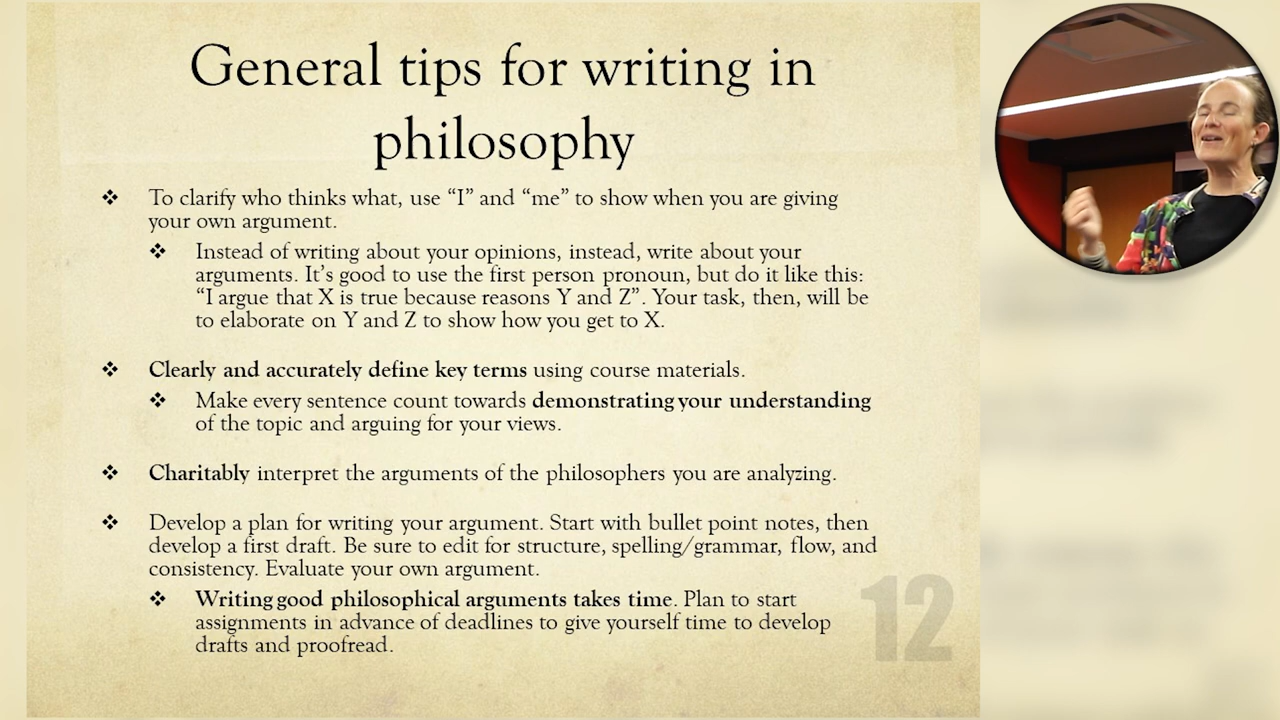 General tips for writing in
philosophy
❖ To clarify who thinks what, use “I” and “me” to show when you are giving
your own argument.
❖ Instead of writing about your opinions, instead, write about your
arguments. It’s good to use the first person pronoun, but do it like this:
“I argue that X is true because reasons Y and Z”. Your task, then, will be
to elaborate on Y and Z to show how you get to X.
❖ Clearly and accurately define key terms using course materials.
❖ Make every sentence count towards demonstrating your understanding
of the topic and arguing for your views.
❖ Charitably interpret the arguments of the philosophers you are analyzing.
❖ Develop a plan for writing your argument. Start with bullet point notes, then
develop a first draft. Be sure to edit for structure, spelling/grammar, flow, and
consistency. Evaluate your own argument.
❖ Writing good philosophical arguments takes time. Plan to start
assignments in advance of deadlines to give yourself time to develop
drafts and proofread.
12